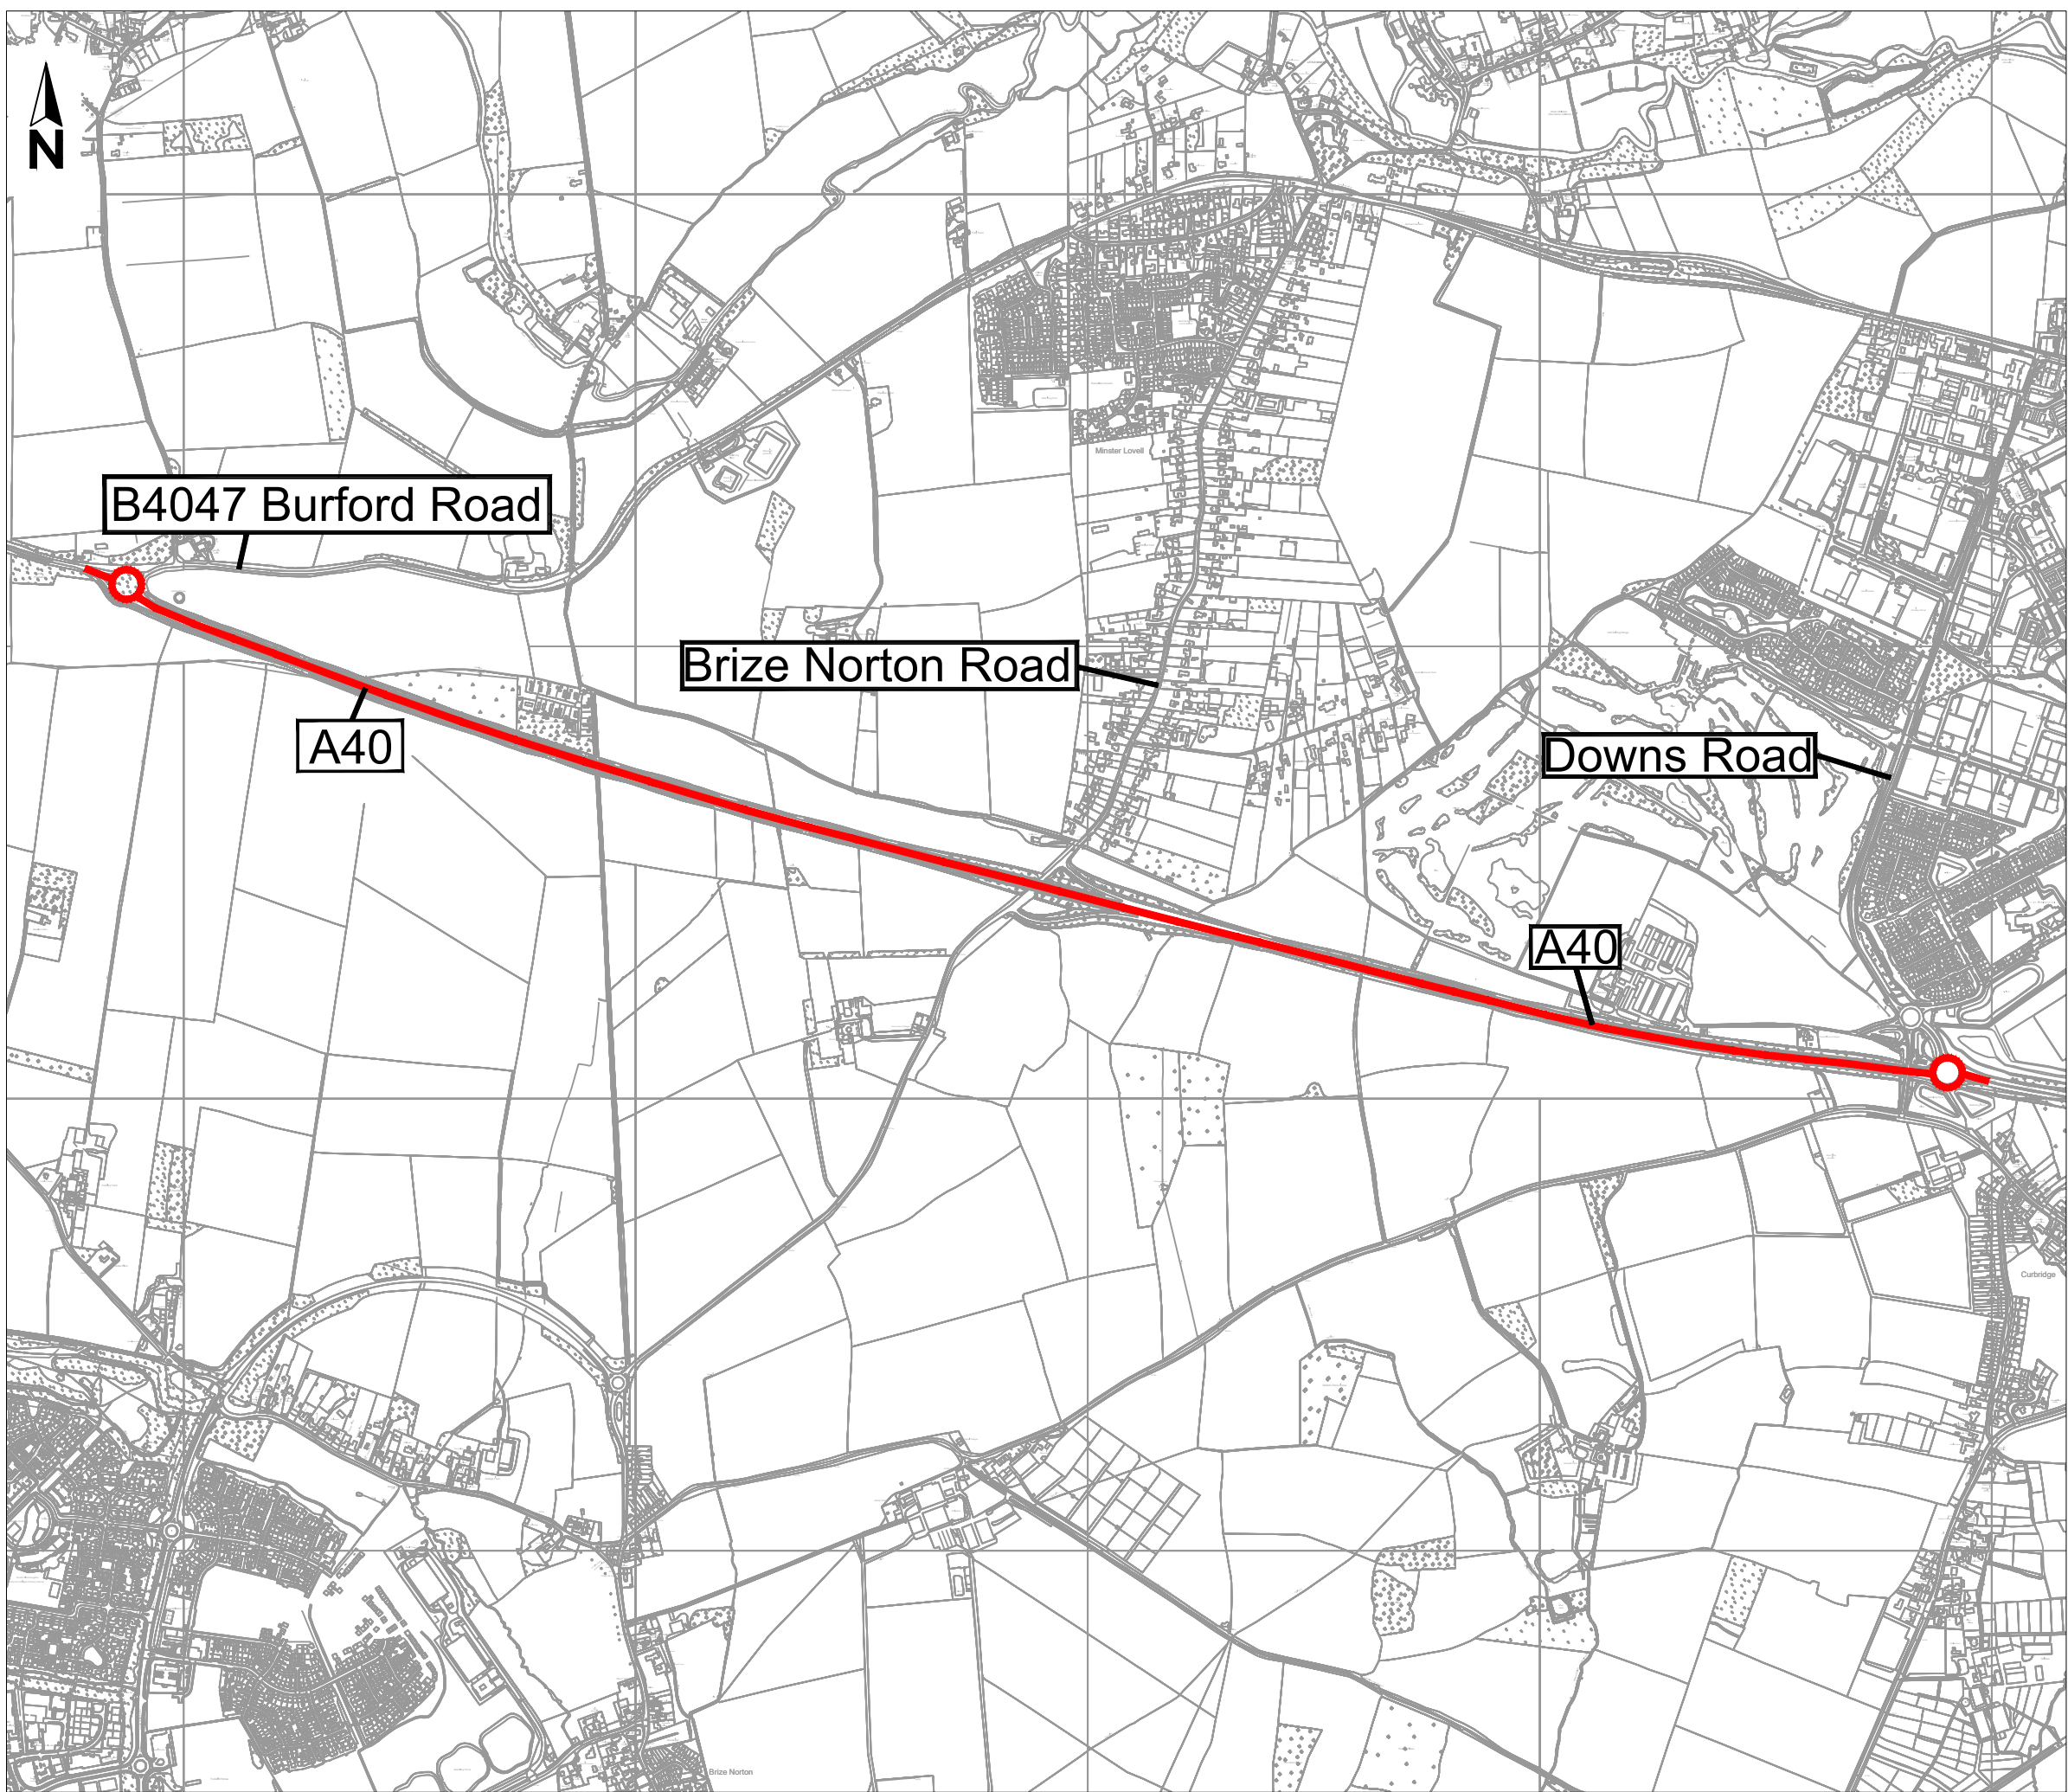 N
Minster Lovell
B4047 Burford Road
Brize Norton Road
A40
Downs Road
A40
Curbridge
Brize Norton